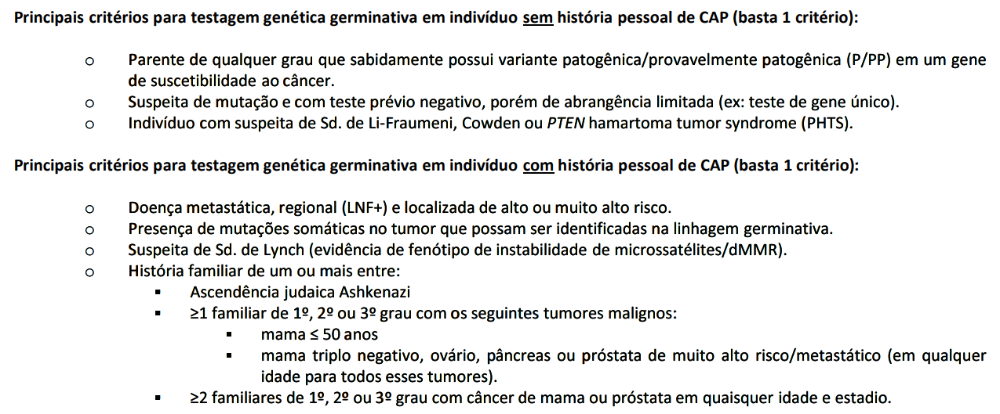 Principais critérios para testagem genética germinativa em indivíduo sem história pessoal de CAP (basta 1 critério):
o Parente de qualquer grau que sabidamente possui variante patogênica/provavelmente patogênica (P/PP) em um gene
de suscetibilidade ao câncer.
o Suspeita de mutação e com teste prévio negativo, porém de abrangência limitada (ex: teste de gene único).
o Indivíduo com suspeita de Sd. de Li-Fraumeni, Cowden ou PTEN hamartoma tumor syndrome (PHTS).
Principais critérios para testagem genética germinativa em indivíduo com história pessoal de CAP (basta 1 critério):
o Doença metastática, regional (LNF+) e localizada de alto ou muito alto risco.
o Presença de mutações somáticas no tumor que possam ser identificadas na linhagem germinativa.
o Suspeita de Sd. de Lynch (evidência de fenótipo de instabilidade de microssatélites/dMMR).
o História familiar de um ou mais entre:
▪ Ascendência judaica Ashkenazi
▪ ≥1 familiar de 1º, 2º ou 3º grau com os seguintes tumores malignos:
▪ mama ≤ 50 anos
▪ mama triplo negativo, ovário, pâncreas ou próstata de muito alto risco/metastático (em qualquer
idade para todos esses tumores).
▪ ≥2 familiares de 1º, 2º ou 3º grau com câncer de mama ou próstata em quaisquer idade e estadio.